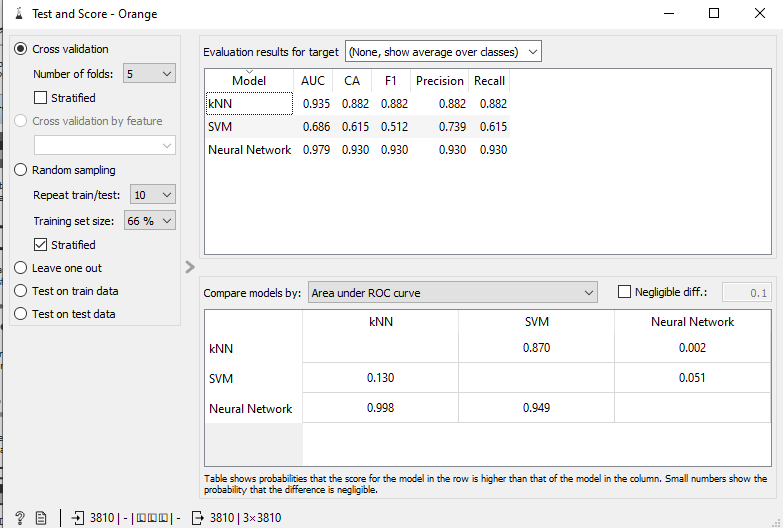 Test and Score - Orange
Cross validation
Number of folds: 5
Stratified
Cross validation by feature
Random sampling
Repeat train/test: 10
Training set size: 66 %
Stratified
Leave one out
Test on train data
Test on test data
Evaluation results for target (None, show average over classes)
Model AUC CA F1 Precision Recall
kNN 0.935 0.882 0.882 0.882 0.882
SVM 0.686 0.615 0.512 0.739 0.615
Neural Network 0.979 0.930 0.930 0.930 0.930
Compare models by: Area under ROC curve Negligible diff.: 0.1
kNN SVM Neural Network
kNN 0.870 0.002
SVM 0.130 0.051
Neural Network 0.998 0.949
Table shows probabilities that the score for the model in the row is higher than that of the model in the column. Small numbers show the
probability that the difference is negligible.
? 3810 | - | | - 3810 | 3×3810